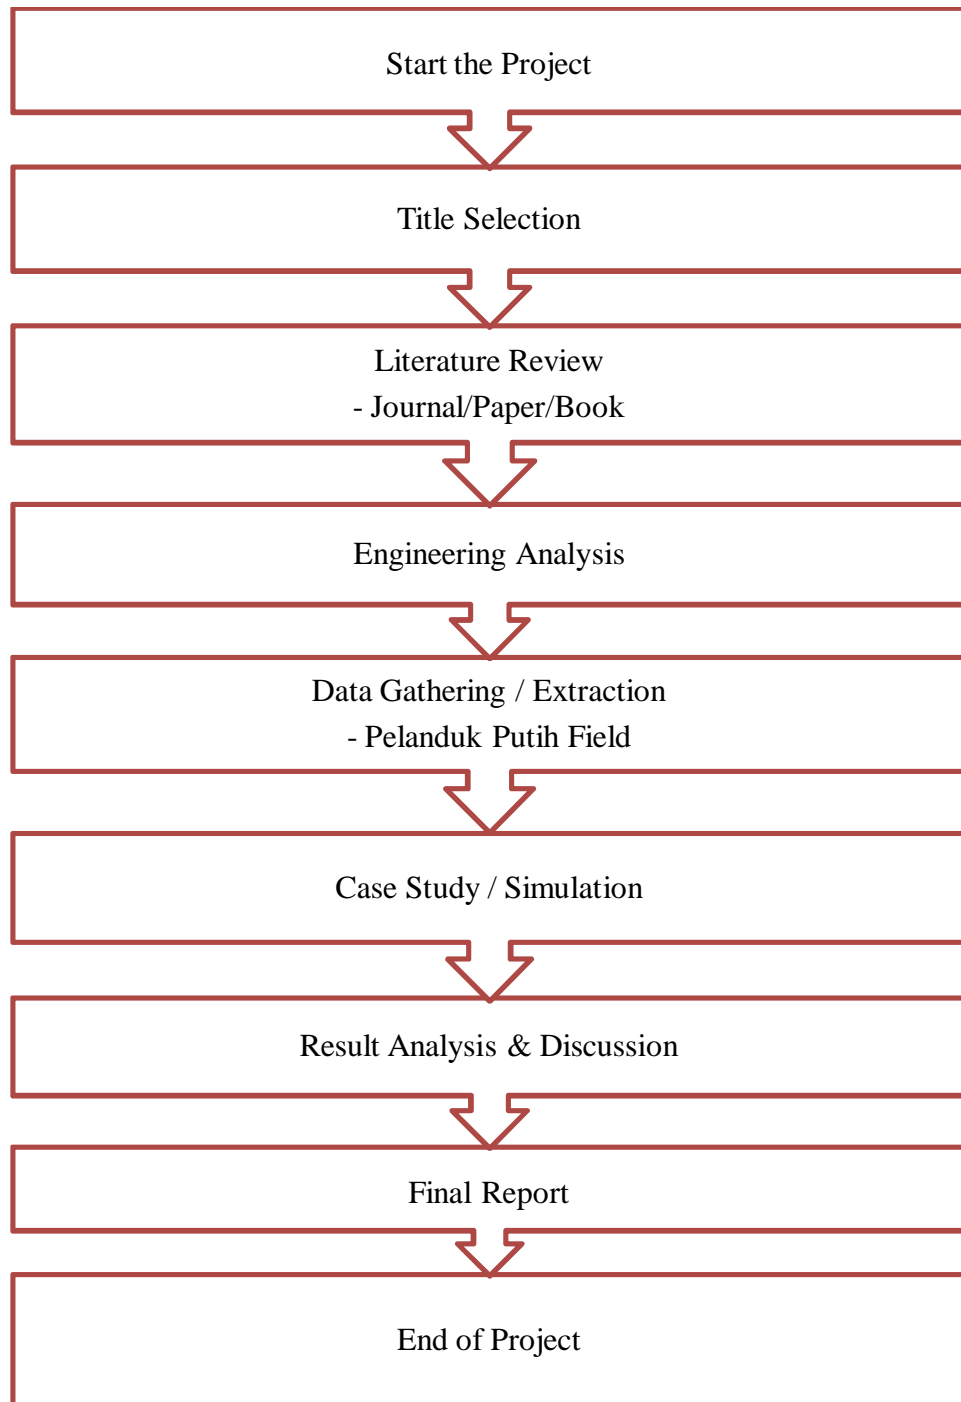 Start the Project
Title Selection
Literature Review
- Journal/Paper/Book
Engineering Analysis
Data Gathering / Extraction
- Pelanduk Putih Field
Case Study / Simulation
Result Analysis & Discussion
Final Report
End of Project